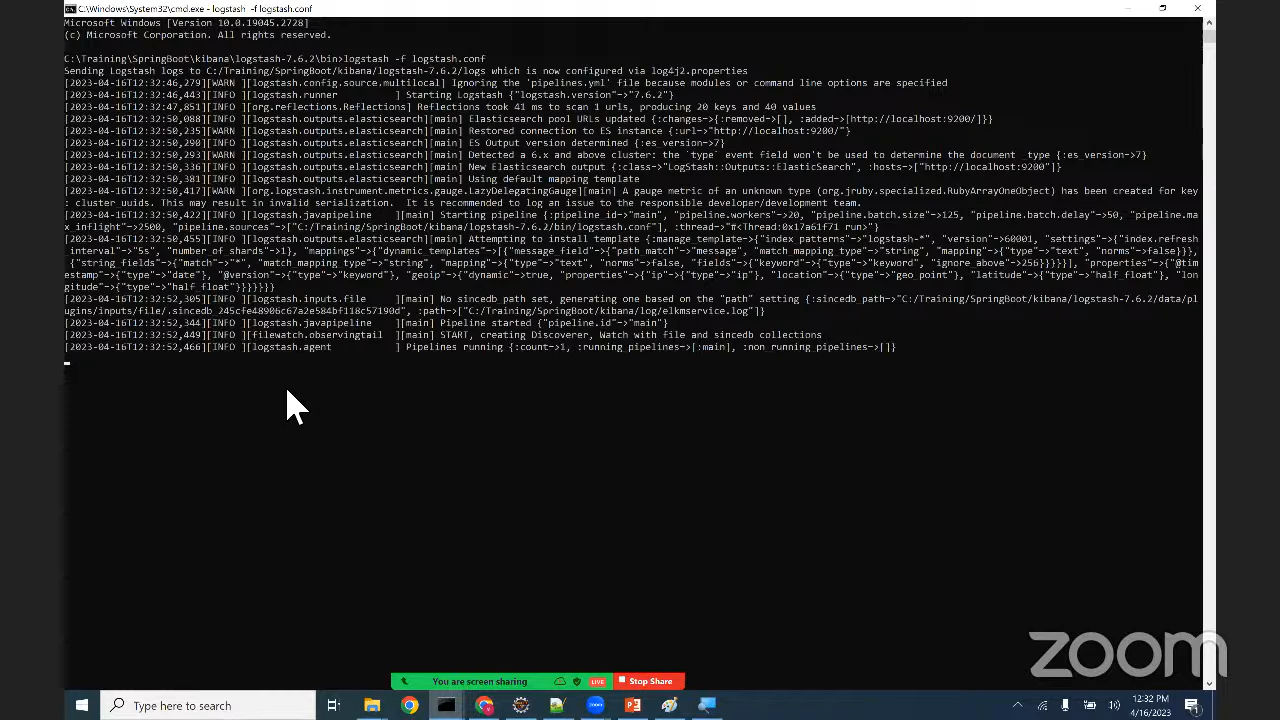 C:\Windows\System32\cmd.exe - logstash -f logstash.conf
Microsoft Windows [Version 10.0.19045.2728]
(c) Microsoft Corporation. All rights reserved.
C:\Training\SpringBoot\kibana\logstash-7.6.2\bin>logstash -f logstash.conf
Sending Logstash logs to C:/Training/SpringBoot/kibana/logstash-7.6.2/logs which is now configured via log4j2.properties
[2023-04-16T12:32:46,279][WARN ][logstash.config.source.multilocal] Ignoring the 'pipelines.yml' file because modules or command line options are specified
[2023-04-16T12:32:46,443][INFO ][logstash.runner          ] Starting Logstash {"logstash.version"=>"7.6.2"}
[2023-04-16T12:32:47,851][INFO ][org.reflections.Reflections] Reflections took 41 ms to scan 1 urls, producing 20 keys and 40 values
[2023-04-16T12:32:50,088][INFO ][logstash.outputs.elasticsearch][main] Elasticsearch pool URLs updated {:changes=>{:removed=>[], :added=>[http://localhost:9200/]}}
[2023-04-16T12:32:50,235][WARN ][logstash.outputs.elasticsearch][main] Restored connection to ES instance {:url=>"http://localhost:9200/"}
[2023-04-16T12:32:50,290][INFO ][logstash.outputs.elasticsearch][main] ES Output version determined {:es_version=>7}
[2023-04-16T12:32:50,293][WARN ][logstash.outputs.elasticsearch][main] Detected a 6.x and above cluster: the `type` event field won't be used to determine the document _type {:es_version=>7}
[2023-04-16T12:32:50,336][INFO ][logstash.outputs.elasticsearch][main] New Elasticsearch output {:class=>"LogStash::Outputs::ElasticSearch", :hosts=>["http://localhost:9200"]}
[2023-04-16T12:32:50,381][INFO ][logstash.outputs.elasticsearch][main] Using default mapping template
[2023-04-16T12:32:50,417][WARN ][org.logstash.instrument.metrics.gauge.LazyDelegatingGauge][main] A gauge metric of an unknown type (org.jruby.specialized.RubyArrayOneObject) has been created for key
: cluster_uuids. This may result in invalid serialization.  It is recommended to log an issue to the responsible developer/development team.
[2023-04-16T12:32:50,422][INFO ][logstash.javapipeline    ][main] Starting pipeline {:pipeline_id=>"main", "pipeline.workers"=>20, "pipeline.batch.size"=>125, "pipeline.batch.delay"=>50, "pipeline.ma
x_inflight"=>2500, "pipeline.sources"=>["C:/Training/SpringBoot/kibana/logstash-7.6.2/bin/logstash.conf"], :thread=>"#<Thread:0x17a61f71 run>"}
[2023-04-16T12:32:50,455][INFO ][logstash.outputs.elasticsearch][main] Attempting to install template {:manage_template=>{"index_patterns"=>"logstash-*", "version"=>60001, "settings"=>{"index.refresh
_interval"=>"5s", "number_of_shards"=>1}, "mappings"=>{"dynamic_templates"=>[{"message_field"=>{"path_match"=>"message", "match_mapping_type"=>"string", "mapping"=>{"type"=>"text", "norms"=>false}}},
 {"string_fields"=>{"match"=>"*", "match_mapping_type"=>"string", "mapping"=>{"type"=>"text", "norms"=>false, "fields"=>{"keyword"=>{"type"=>"keyword", "ignore_above"=>256}}}}}], "properties"=>{"@tim
estamp"=>{"type"=>"date"}, "@version"=>{"type"=>"keyword"}, "geoip"=>{"dynamic"=>true, "properties"=>{"ip"=>{"type"=>"ip"}, "location"=>{"type"=>"geo_point"}, "latitude"=>{"type"=>"half_float"}, "lon
gitude"=>{"type"=>"half_float"}}}}}}}
[2023-04-16T12:32:52,305][INFO ][logstash.inputs.file     ][main] No sincedb_path set, generating one based on the "path" setting {:sincedb_path=>"C:/Training/SpringBoot/kibana/logstash-7.6.2/data/pl
ugins/inputs/file/.sincedb_245cfe48906c67a2e584bf118c57190d", :path=>["C:/Training/SpringBoot/kibana/log/elkmservice.log"]}
[2023-04-16T12:32:52,344][INFO ][logstash.javapipeline    ][main] Pipeline started {"pipeline.id"=>"main"}
[2023-04-16T12:32:52,449][INFO ][filewatch.observingtail  ][main] START, creating Discoverer, Watch with file and sincedb collections
[2023-04-16T12:32:52,466][INFO ][logstash.agent           ] Pipelines running {:count=>1, :running_pipelines=>[:main], :non_running_pipelines=>[]}
zoom
You are screen sharing
LIVE
Stop Share
Type here to search
12:32 PM
4/16/2023